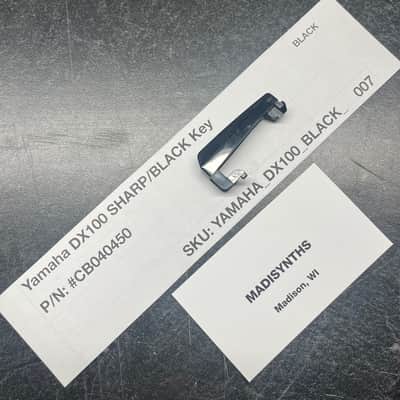 BLACK
Yamaha DX100 SHARP/BLACK Key
P/N: #CB040450
SKU: YAMAHA_DX100_BLACK_ 007
MADISYNTHS
Madison, WI